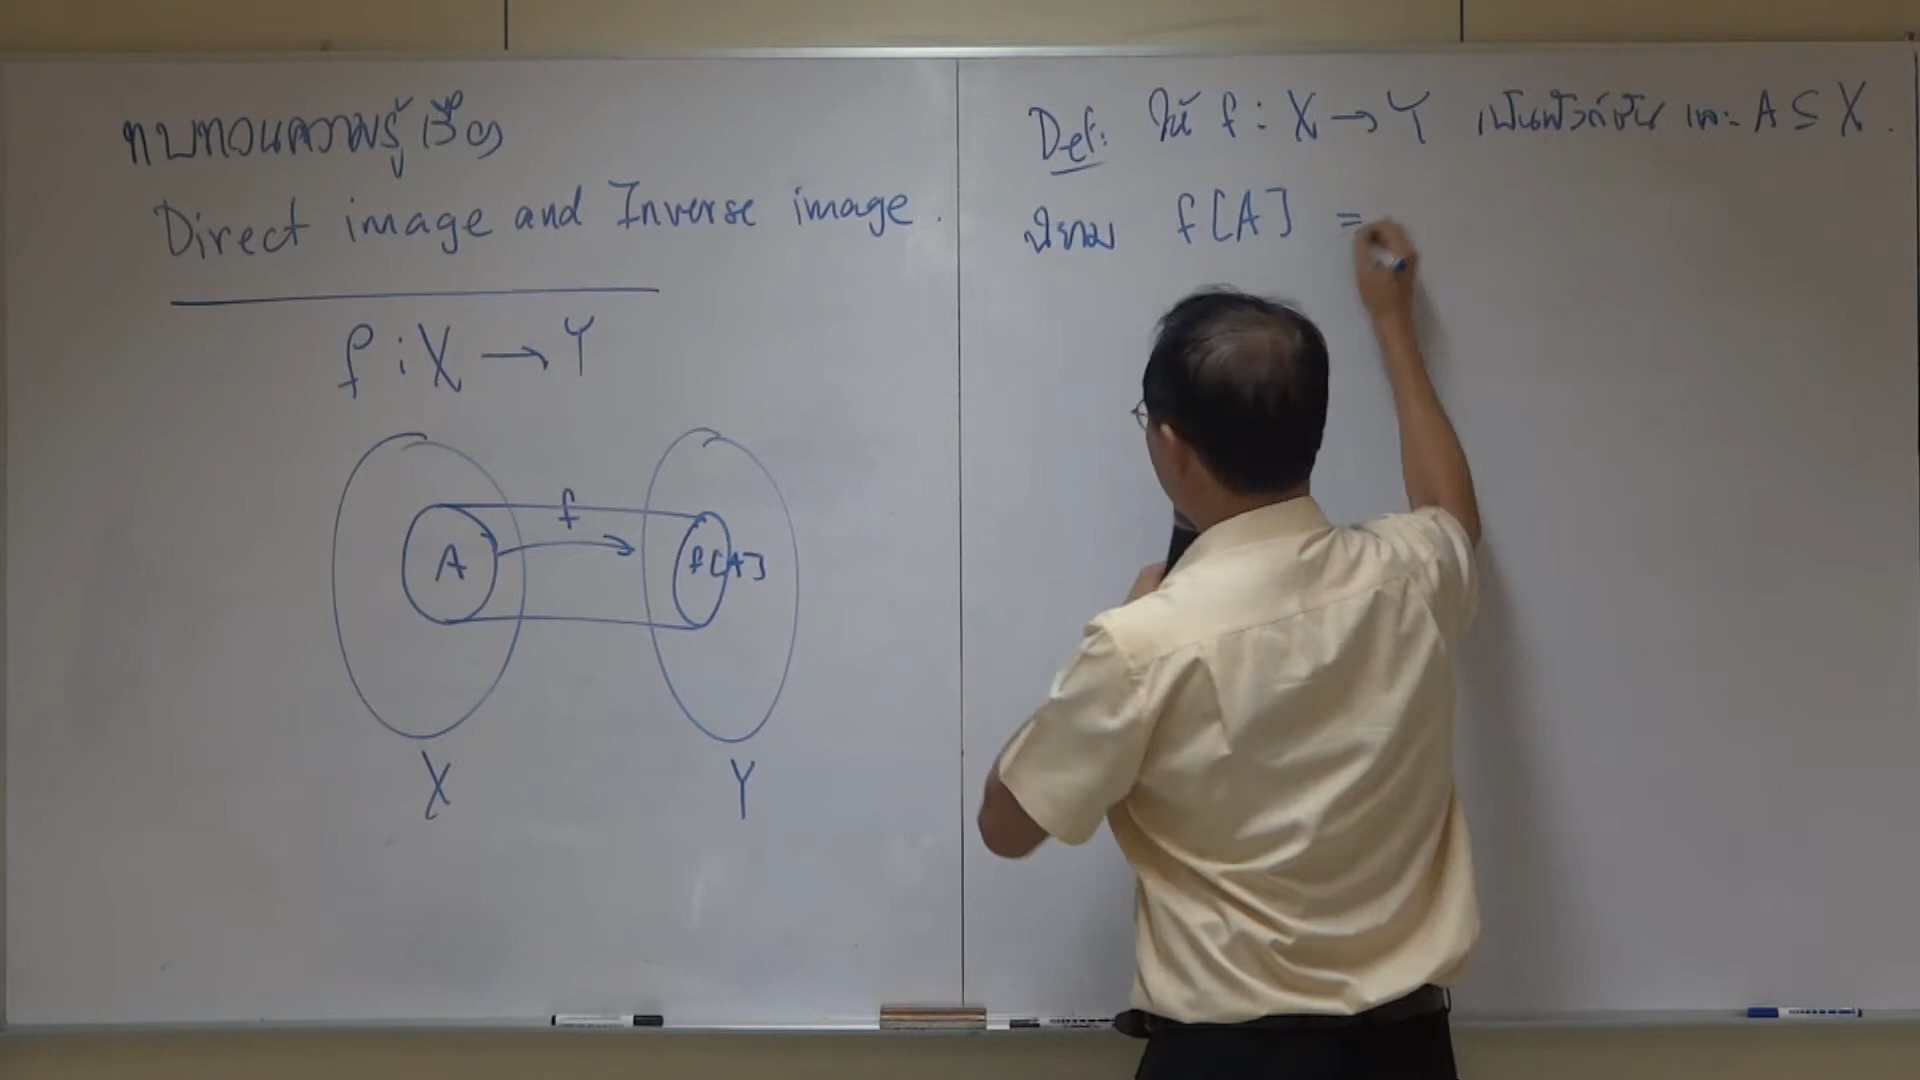 ทบทวนความรู้เรื่อง
Direct image and Inverse image.
f : X → Y
f
A
f[A]
X
Y
Def: ให้ f : X → Y เป็นฟังก์ชัน และ A ⊆ X.
นิยาม f[A] =